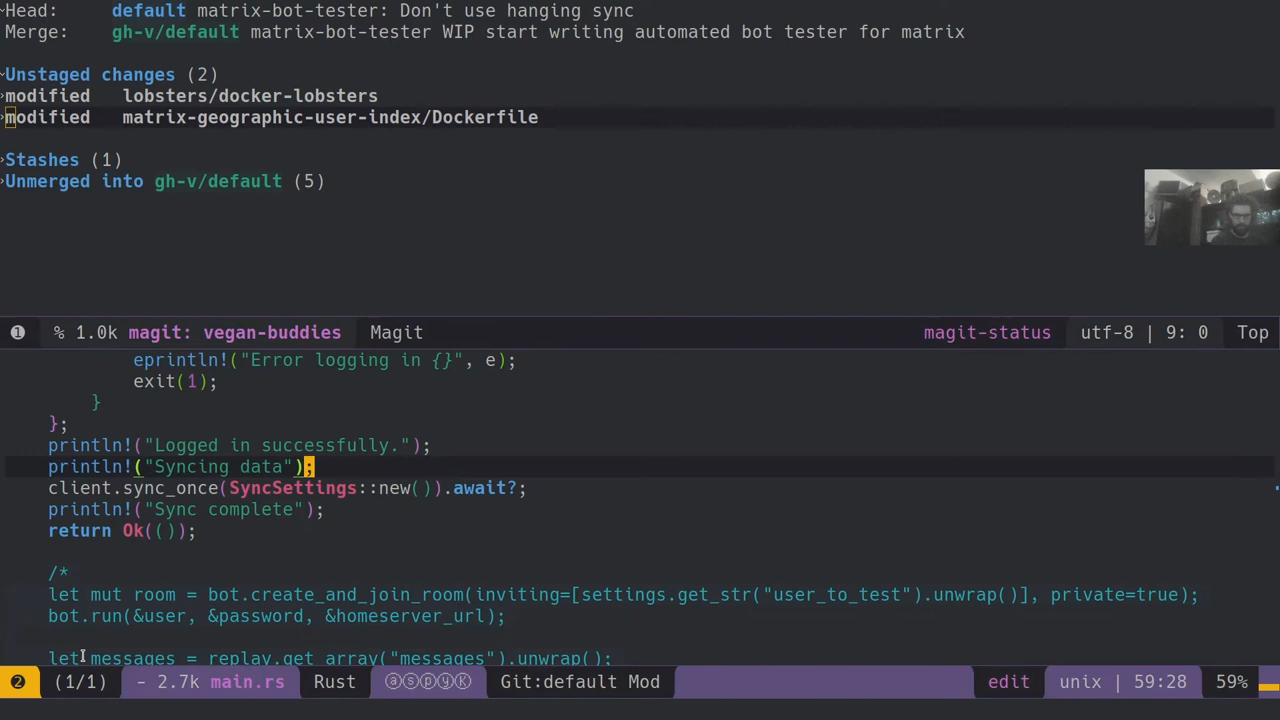 Head:     default matrix-bot-tester: Don't use hanging sync
Merge:    gh-v/default matrix-bot-tester WIP start writing automated bot tester for matrix
Unstaged changes (2)
modified   lobsters/docker-lobsters
modified   matrix-geographic-user-index/Dockerfile
Stashes (1)
Unmerged into gh-v/default (5)
❶ % 1.0k magit: vegan-buddies Magit magit-status utf-8 | 9: 0 Top
eprintln!("Error logging in {}", e);
exit(1);
}
};
println!("Logged in successfully.");
println!("Syncing data");
client.sync_once(SyncSettings::new()).await?;
println!("Sync complete");
return Ok(());
/*
let mut room = bot.create_and_join_room(inviting=[settings.get_str("user_to_test").unwrap()], private=true);
bot.run(&user, &password, &homeserver_url);
let messages = replay.get_array("messages").unwrap();
❷ (1/1) - 2.7k main.rs Rust ⓐⓢⓟⓨⓀ Git:default Mod edit unix | 59:28 59%